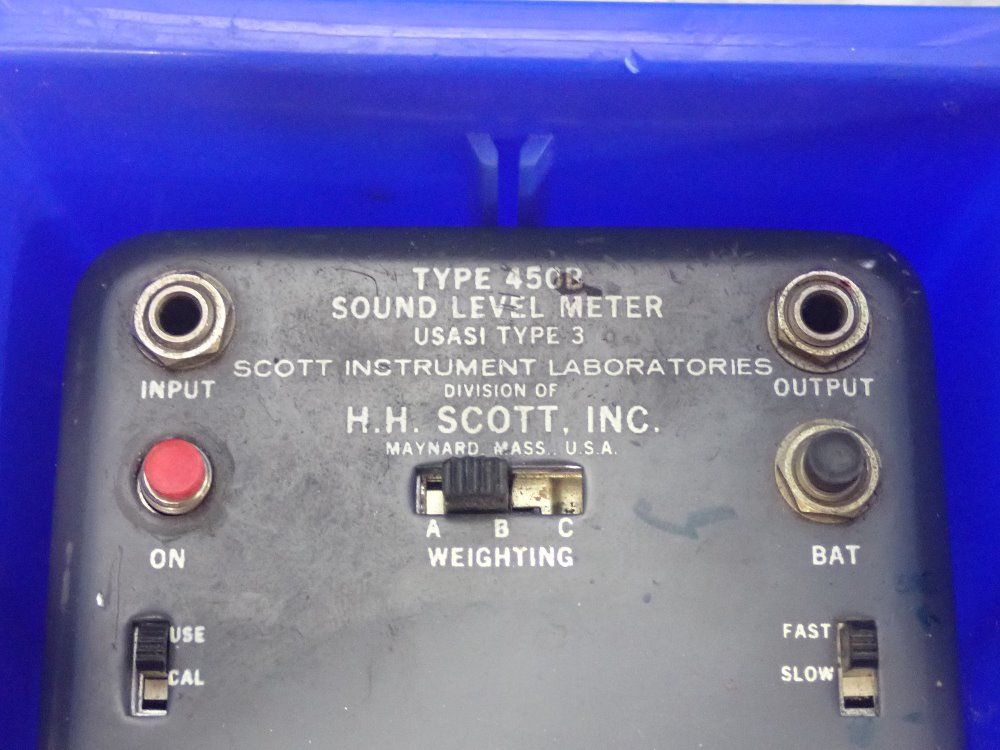 TYPE 450B
SOUND LEVEL METER
USASI TYPE 3
SCOTT INSTRUMENT LABORATORIES
DIVISION OF
H.H. SCOTT, INC.
MAYNARD, MASS., U.S.A.
INPUT
OUTPUT
A B C
WEIGHTING
ON
BAT
USE
CAL
FAST
SLOW